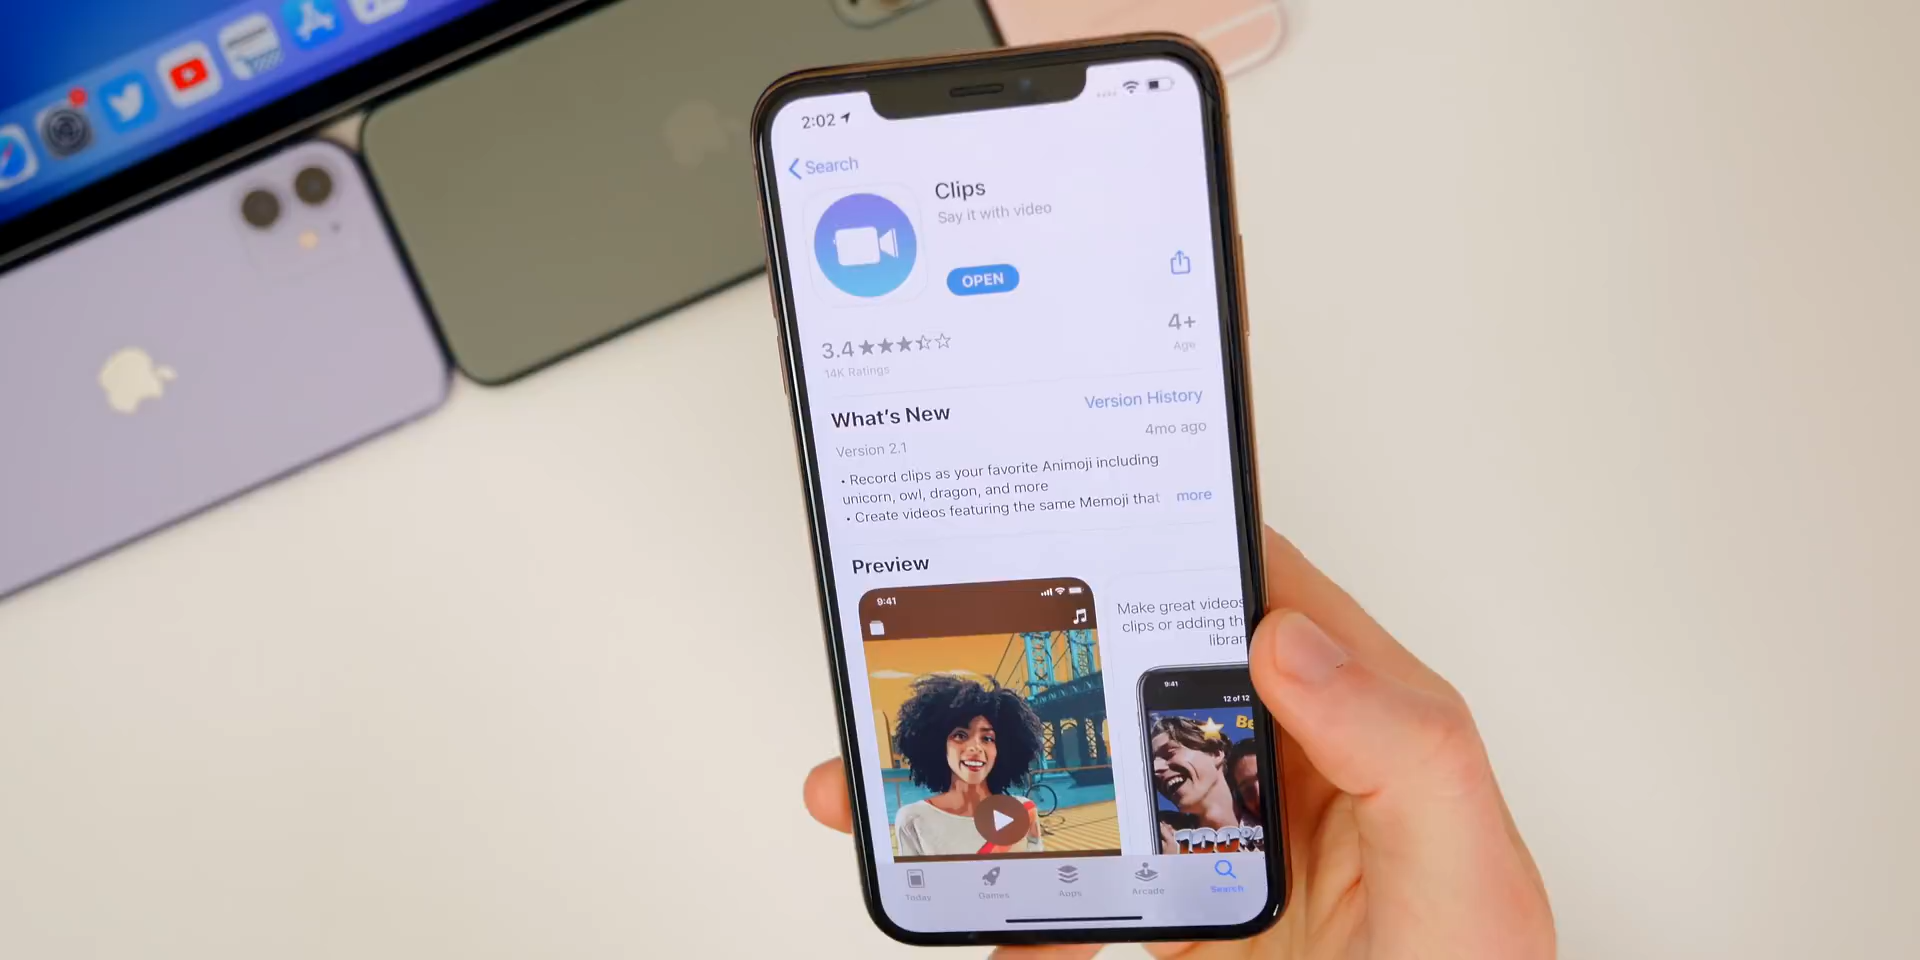 2:02
Search
Clips
Say it with video
OPEN
3.4
14K Ratings
4+
Age
What's New
Version History
Version 2.1
4mo ago
• Record clips as your favorite Animoji including
unicorn, owl, dragon, and more
• Create videos featuring the same Memoji that
more
Preview
9:41
Make great videos
clips or adding th
librar
9:41
12 of 12
Be
100%
Today
Games
Apps
Arcade
Search